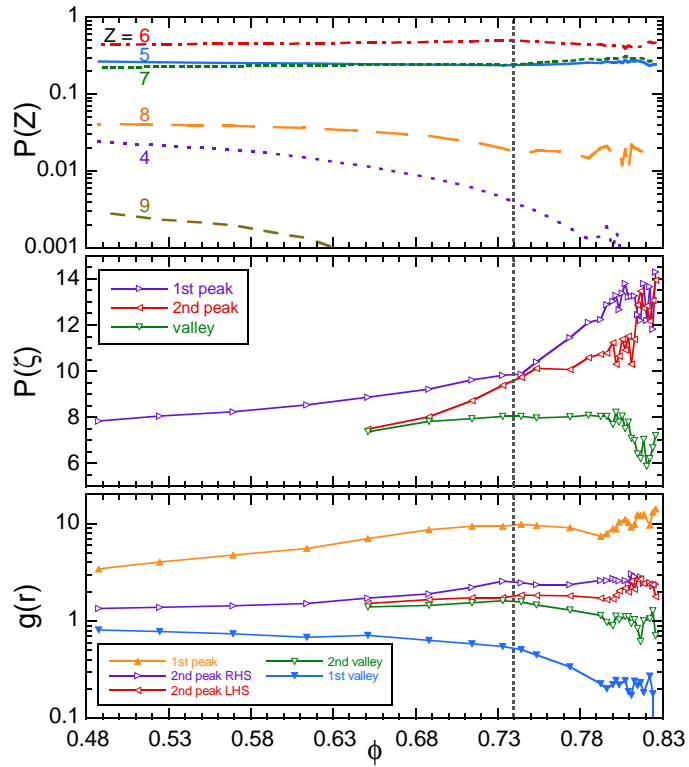 1
Z = 6
5
7
0.1
P(Z)
8
0.01
4
9
0.001
14
1st peak
2nd peak
valley
12
P(ζ)
10
8
6
10
g(r)
1
1st peak
2nd peak RHS
2nd peak LHS
2nd valley
1st valley
0.1
0.48 0.53 0.58 0.63 0.68 0.73 0.78 0.83
ϕ